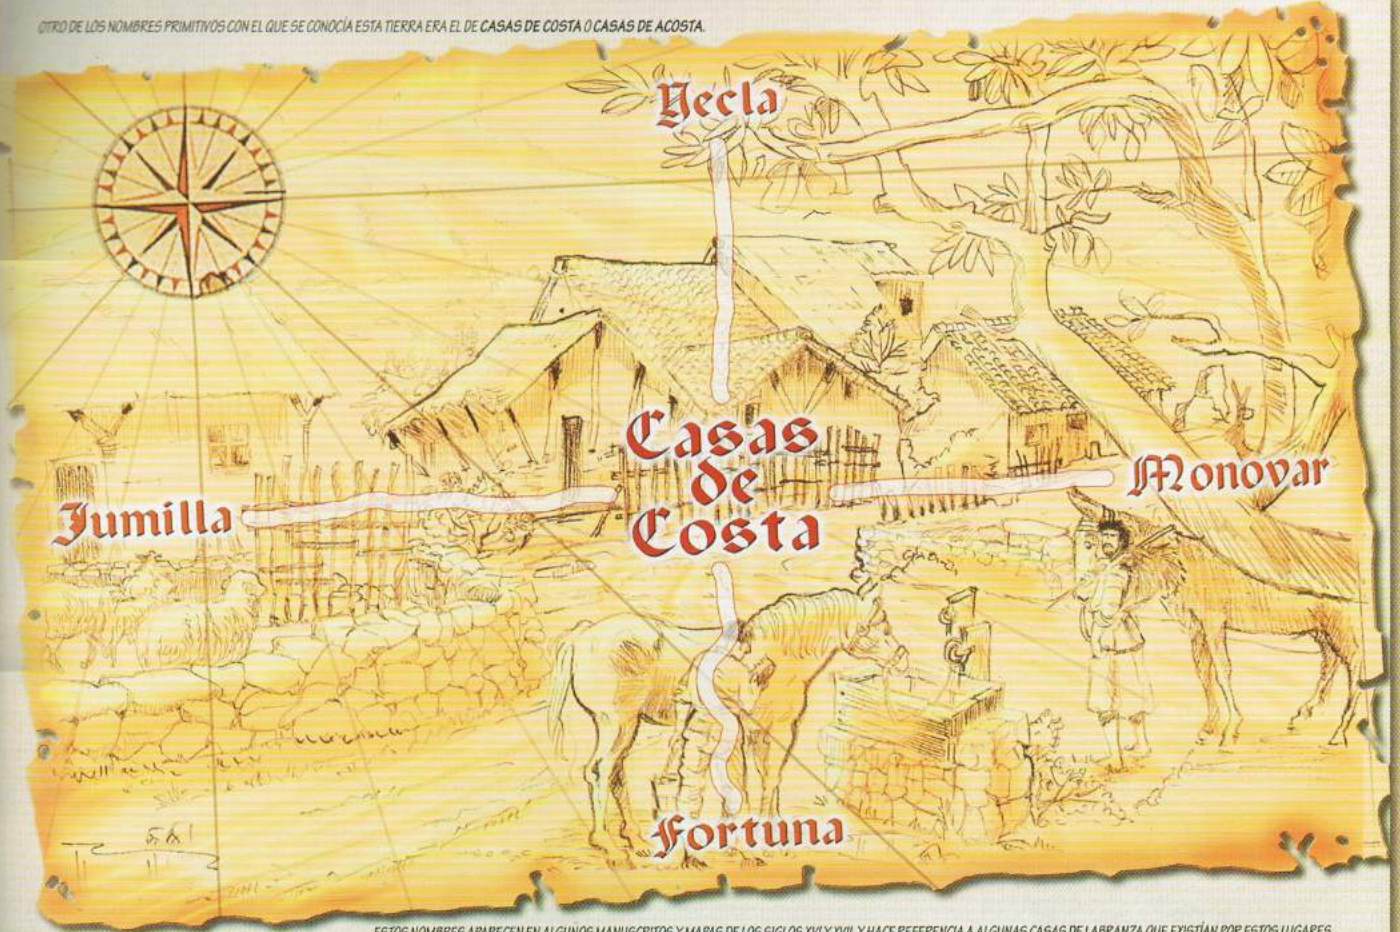 OTRO DE LOS NOMBRES PRIMITIVOS CON EL QUE SE CONOCÍA ESTA TIERRA ERA EL DE CASAS DE COSTA O CASAS DE ACOSTA.
Yecla
Casas
de
Costa
Monovar
Jumilla
Fortuna
ESTOS NOMBRES APARECEN EN ALGUNOS MANUSCRITOS Y MAPAS DE LOS SIGLOS XVI Y XVII, Y HACE REFERENCIA A ALGUNAS CASAS DE LABRANZA QUE EXISTÍAN POR ESTOS LUGARES